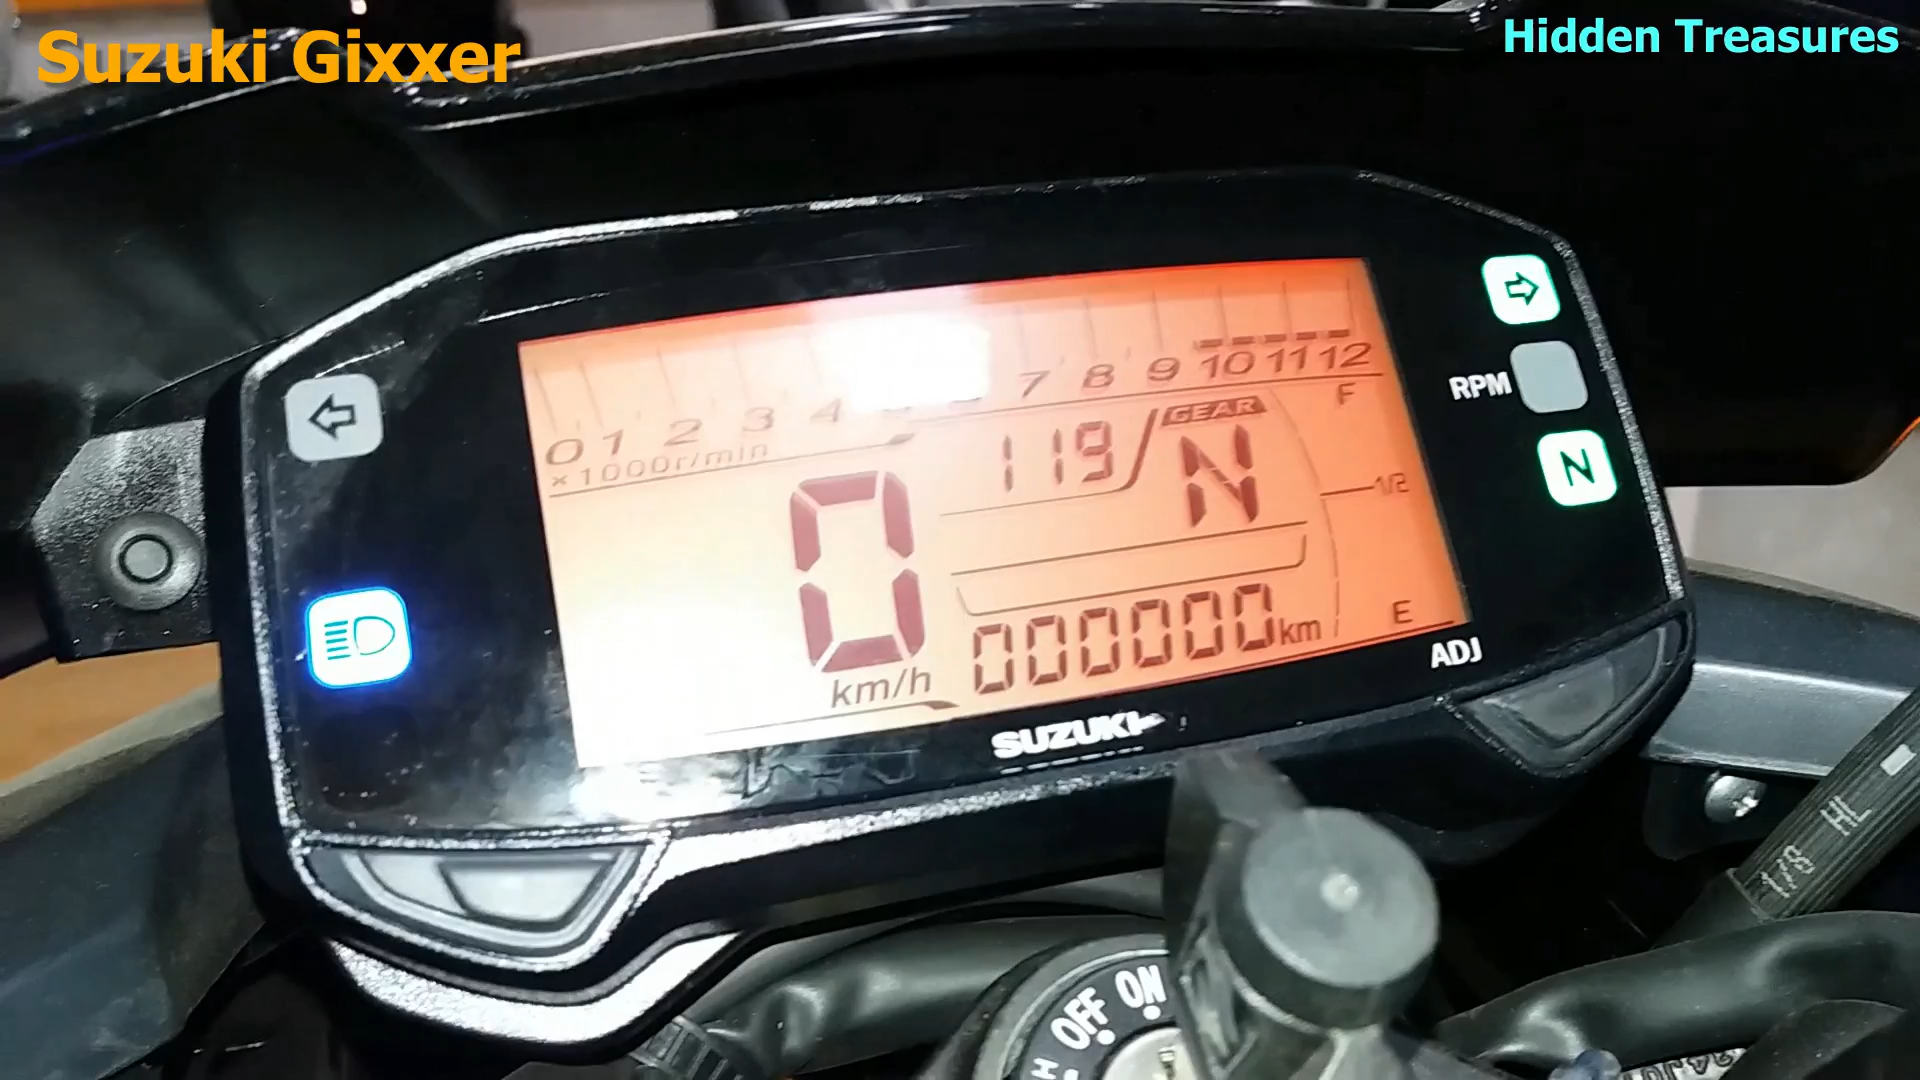 Suzuki Gixxer
Hidden Treasures
0 1 2 3 4 7 8 9 10 11 12
×1000r/min
119
GEAR
N
F
1/2
E
0
km/h
000000km
RPM
N
ADJ
SUZUKI
OFF
ON
H
HL